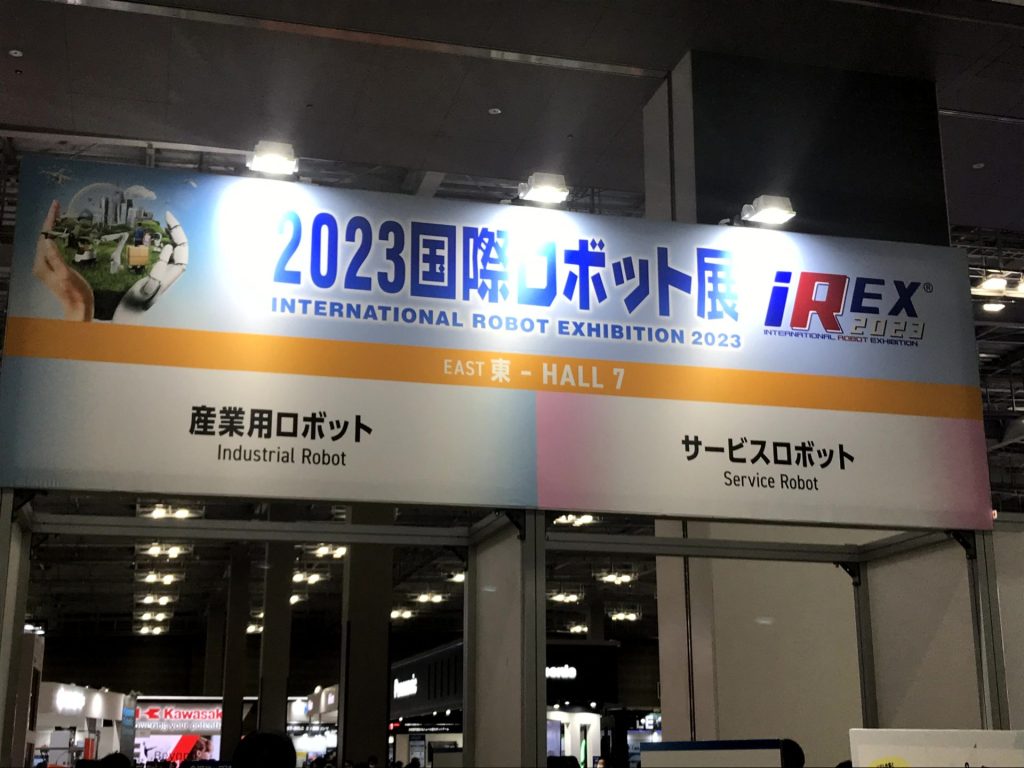 2023国際ロボット展
INTERNATIONAL ROBOT EXHIBITION 2023
iREX®
2023
INTERNATIONAL ROBOT EXHIBITION
EAST 東 - HALL 7
産業用ロボット
Industrial Robot
サービスロボット
Service Robot
Kawasaki